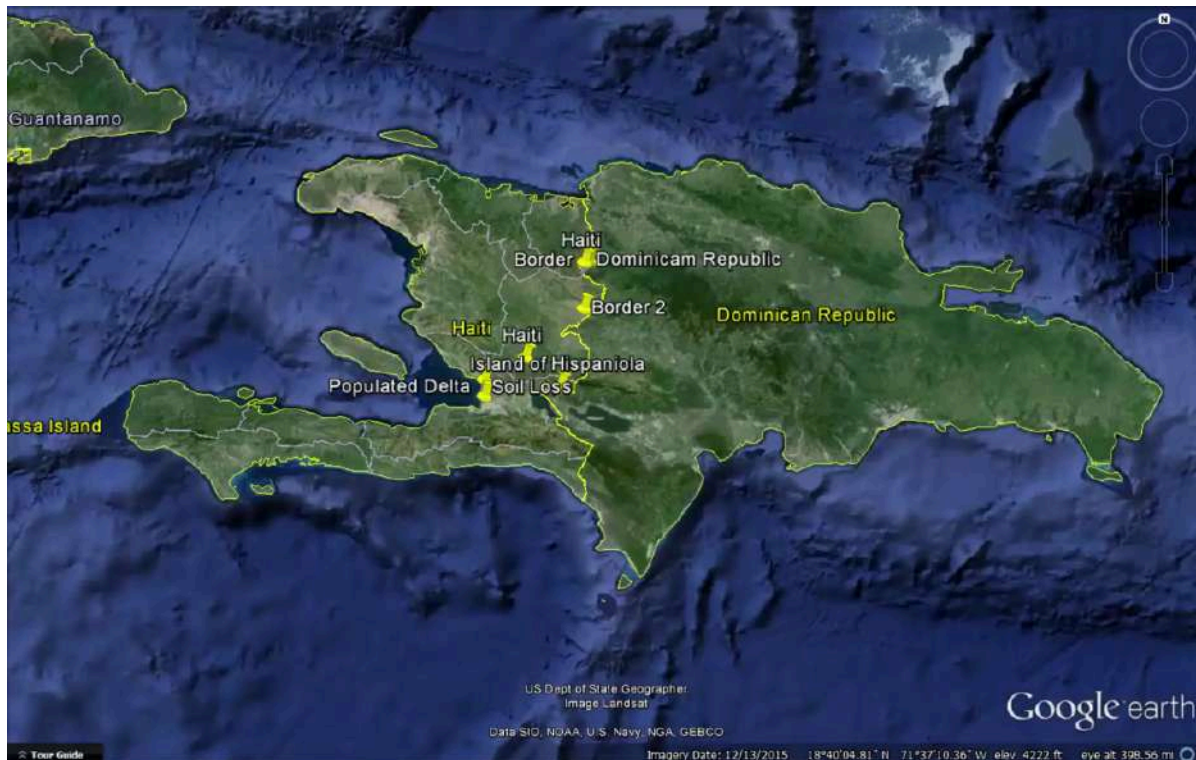 N
Guantanamo
Haiti
Border Dominicam Republic
Border 2
Dominican Republic
Haiti
Haiti
Island of Hispaniola
Populated Delta Soil Loss
assa Island
US Dept of State Geographer
Image Landsat
Data SIO, NOAA, U.S. Navy, NGA, GEBCO
Google earth
Tour Guide
Imagery Date: 12/13/2015 18°40'04.81" N 71°37'10.36" W elev 4222 ft eye alt 398.56 mi